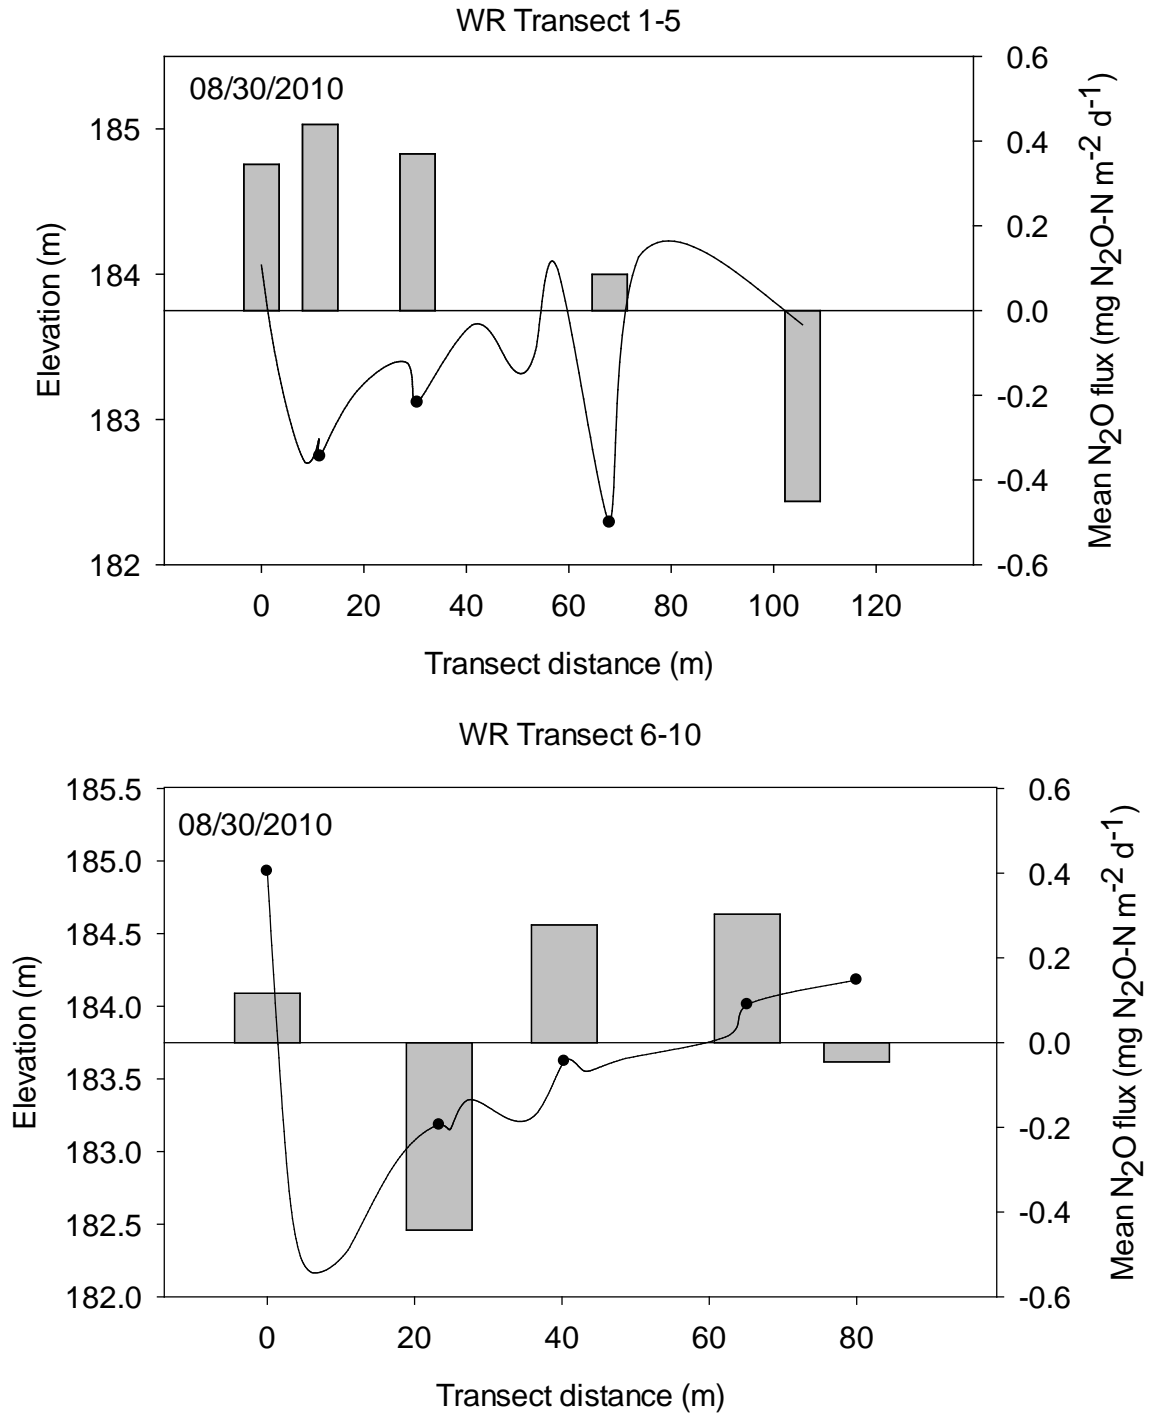 WR Transect 1-5
08/30/2010
185
184
183
182
Elevation (m)
0.6
0.4
0.2
0.0
-0.2
-0.4
-0.6
Mean N2O flux (mg N2O-N m-2 d-1)
0 20 40 60 80 100 120
Transect distance (m)
WR Transect 6-10
08/30/2010
185.5
185.0
184.5
184.0
183.5
183.0
182.5
182.0
Elevation (m)
0.6
0.4
0.2
0.0
-0.2
-0.4
-0.6
Mean N2O flux (mg N2O-N m-2 d-1)
0 20 40 60 80
Transect distance (m)